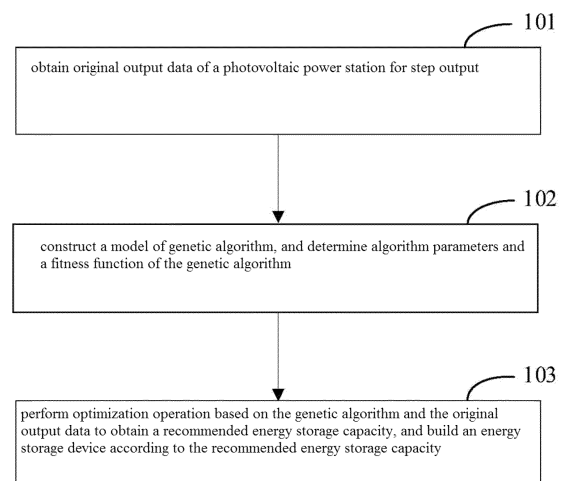 101
obtain original output data of a photovoltaic power station for step output
102
construct a model of genetic algorithm, and determine algorithm parameters and
a fitness function of the genetic algorithm
103
perform optimization operation based on the genetic algorithm and the original
output data to obtain a recommended energy storage capacity, and build an energy
storage device according to the recommended energy storage capacity